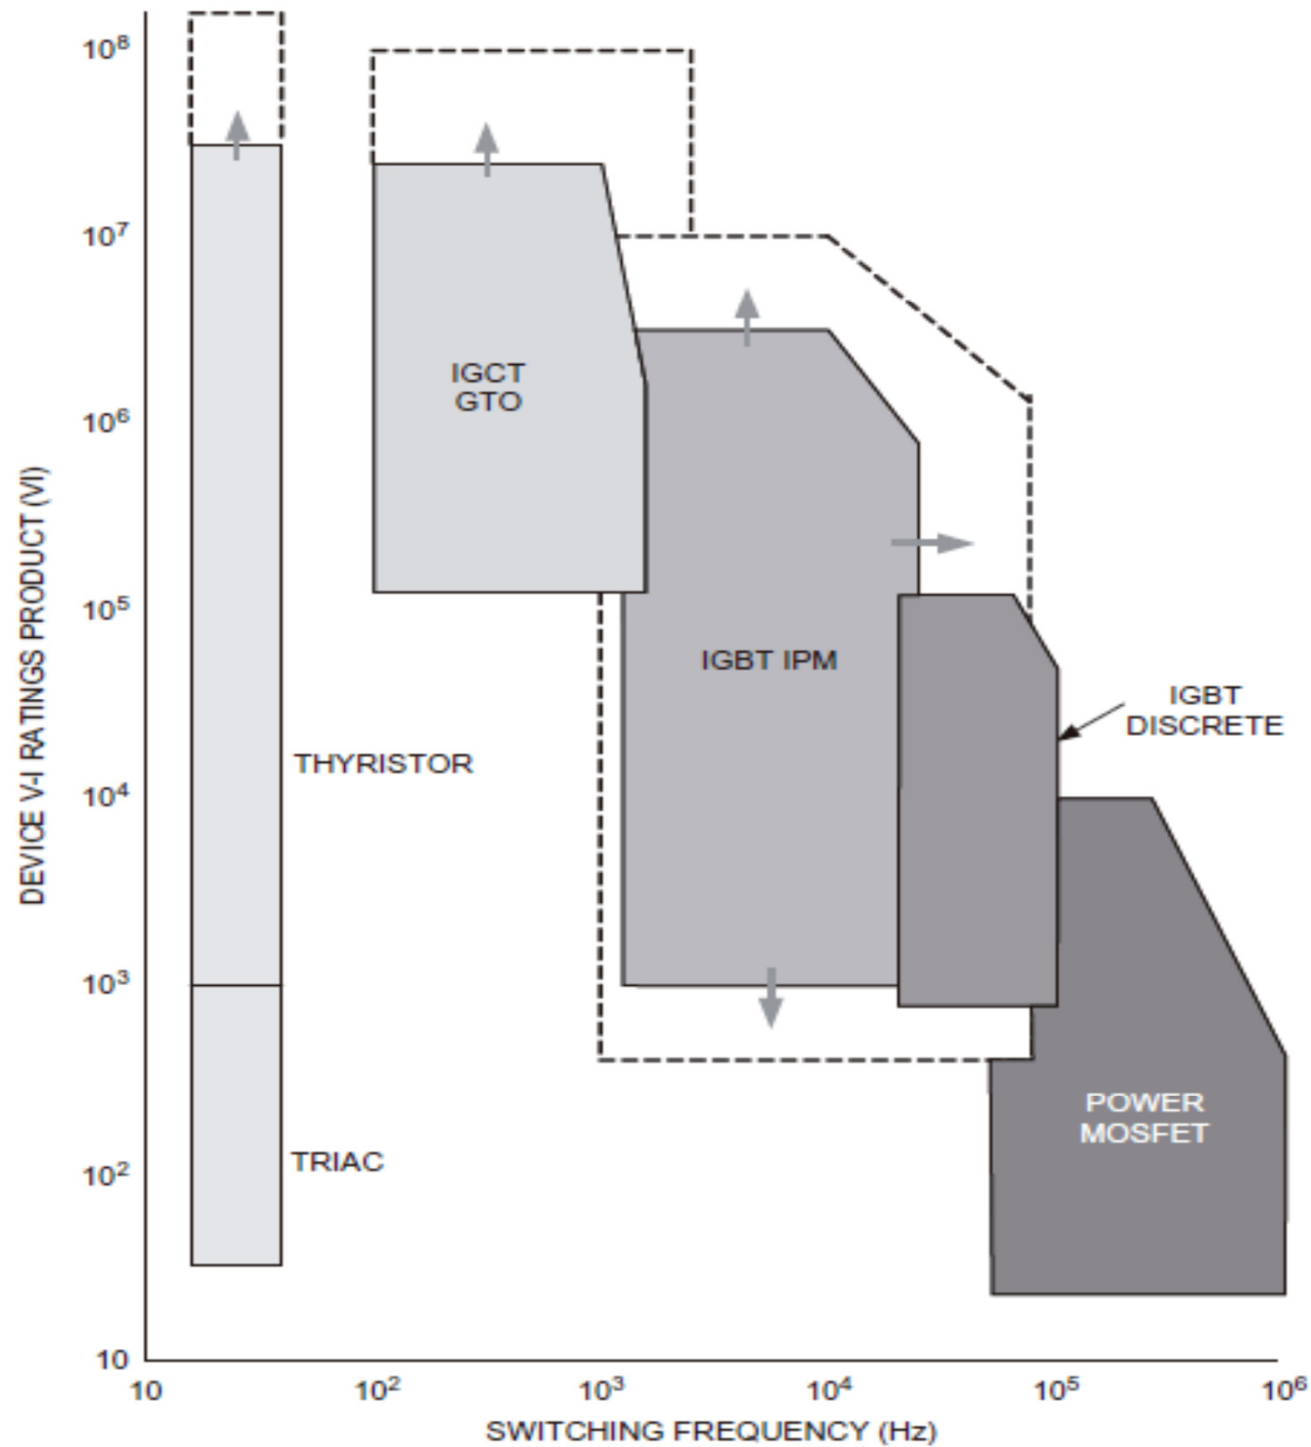 10⁸
10⁷
10⁶
10⁵
10⁴
10³
10²
10
DEVICE V-I RATINGS PRODUCT (VI)
IGCT
GTO
IGBT IPM
IGBT
DISCRETE
THYRISTOR
POWER
MOSFET
TRIAC
10 10² 10³ 10⁴ 10⁵ 10⁶
SWITCHING FREQUENCY (Hz)